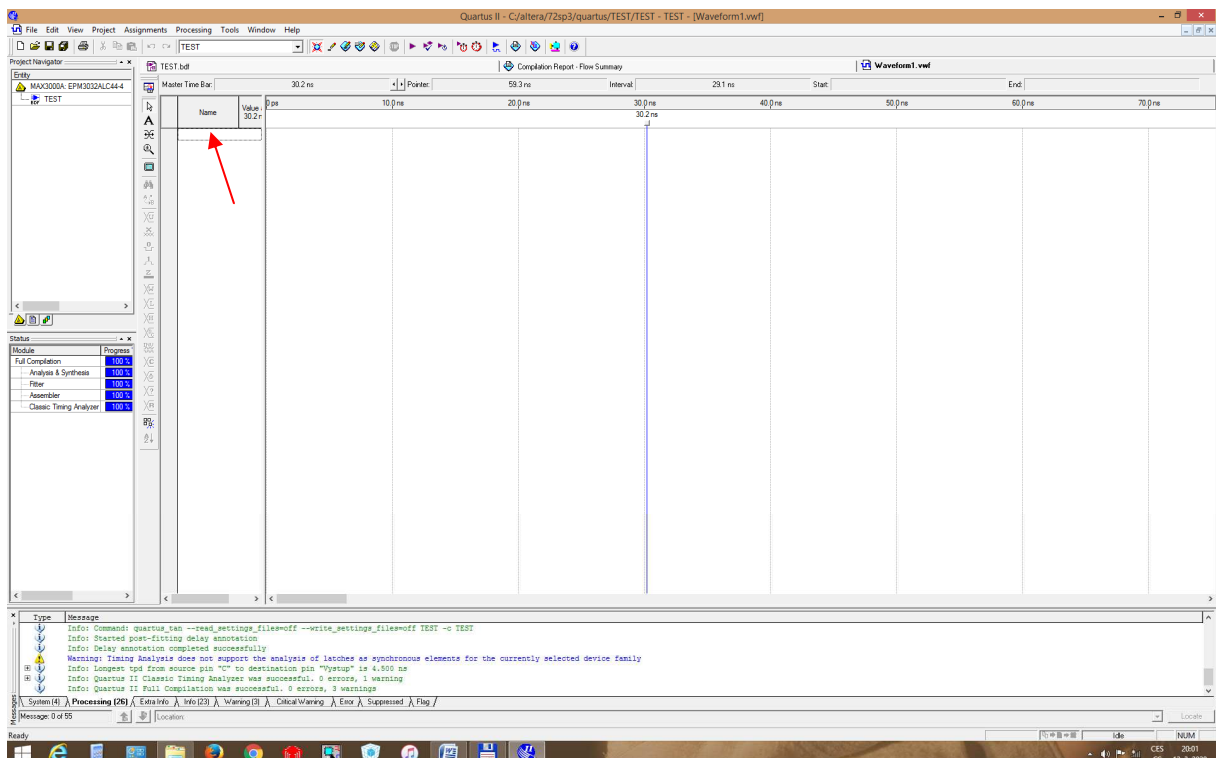 Quartus II - C:/altera/72sp3/quartus/TEST/TEST - TEST - [Waveform1.vwf]
File Edit View Project Assignments Processing Tools Window Help
TEST
Project Navigator
Entity
MAX3000A: EPM3032ALC44-4
TEST
TEST.bdf
Compilation Report - Flow Summary
Waveform1.vwf
Master Time Bar: 30.2 ns Pointer: 59.3 ns Interval: 29.1 ns Start: End:
Name
Value
30.2
0 ps 10.0 ns 20.0 ns 30.0 ns 40.0 ns 50.0 ns 60.0 ns 70.0 ns
30.2 ns
Status
Module Progress
Full Compilation 100 %
Analysis & Synthesis 100 %
Fitter 100 %
Assembler 100 %
Classic Timing Analyzer 100 %
Type Message
Info: Command: quartus_tan --read_settings_files=off --write_settings_files=off TEST -c TEST
Info: Started post-fitting delay annotation
Info: Delay annotation completed successfully
Warning: Timing Analysis does not support the analysis of latches as synchronous elements for the currently selected device family
Info: Longest tpd from source pin "C" to destination pin "Vystup" is 4.500 ns
Info: Quartus II Classic Timing Analyzer was successful. 0 errors, 1 warning
Info: Quartus II Full Compilation was successful. 0 errors, 3 warnings
System (4) Processing (26) Extra Info Info (23) Warning (3) Critical Warning Error Suppressed Flag
Messages
Message: 0 of 55 Location: Locate
Ready Idle NUM
CES 20:01